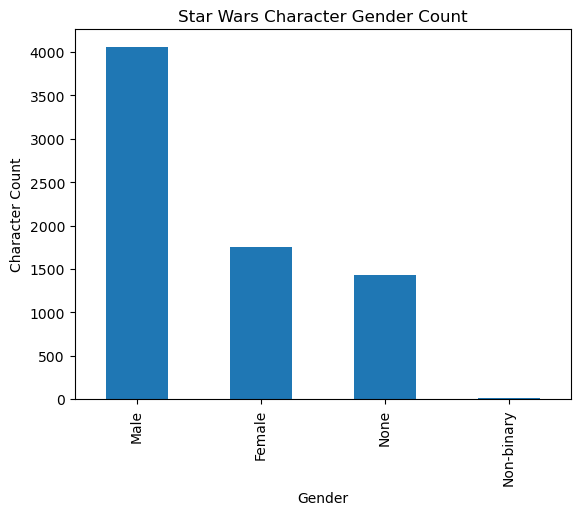 Star Wars Character Gender Count
4000
3500
3000
2500
2000
1500
1000
500
0
Character Count
Male
Female
None
Non-binary
Gender